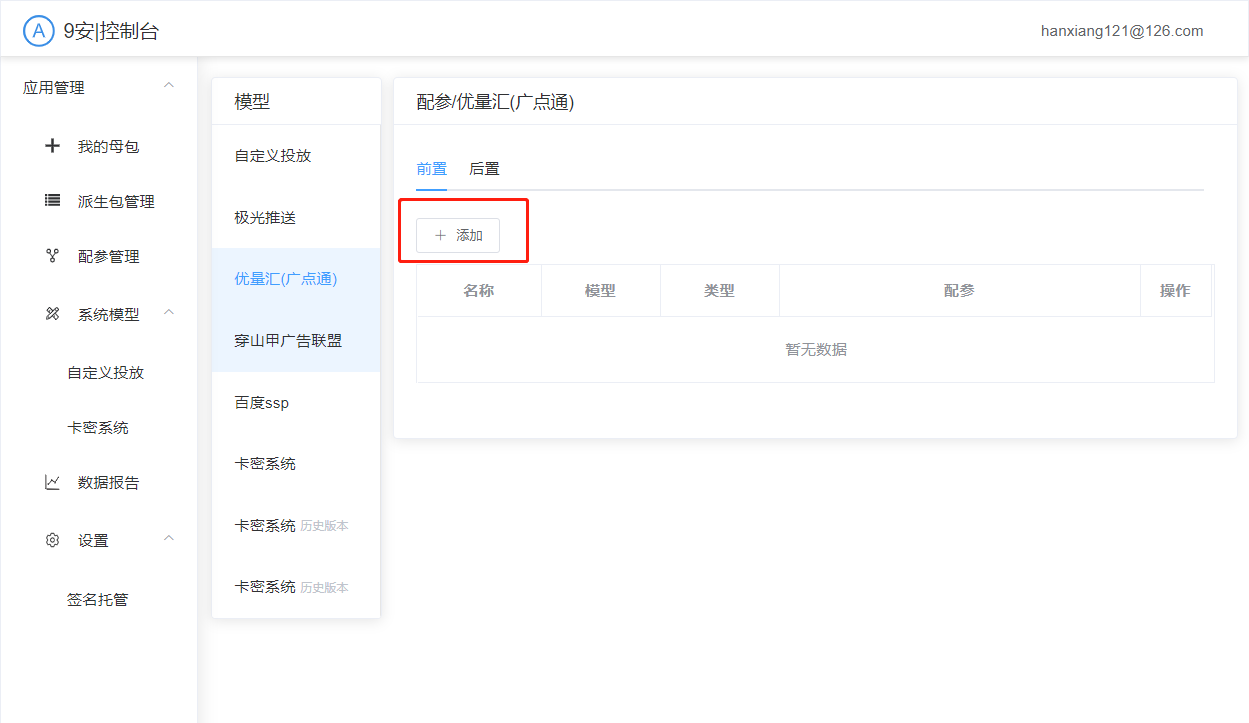 A 9安|控制台
hanxiang121@126.com
应用管理
我的母包
派生包管理
配参管理
系统模型
自定义投放
卡密系统
数据报告
设置
签名托管
模型
自定义投放
极光推送
优量汇(广点通)
穿山甲广告联盟
百度ssp
卡密系统
卡密系统 历史版本
卡密系统 历史版本
配参/优量汇(广点通)
前置 后置
添加
名称 模型 类型 配参 操作
暂无数据